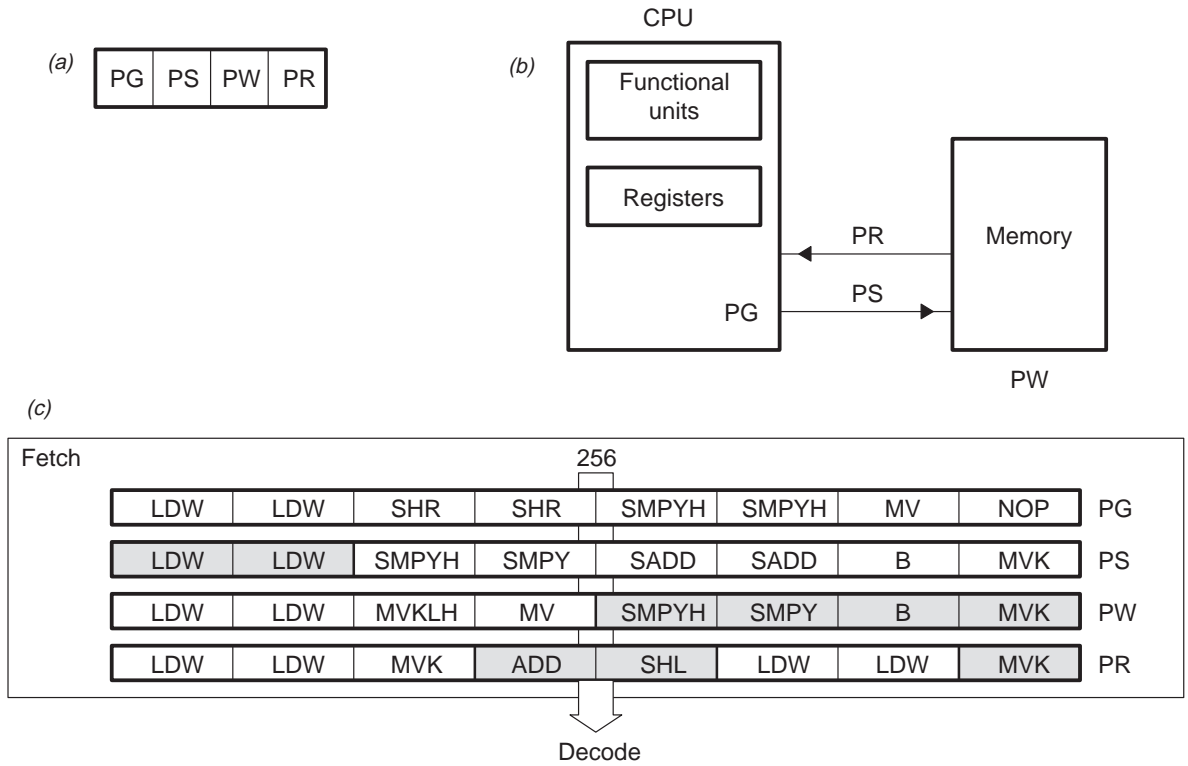 (a)
PG PS PW PR
(b)
CPU
Functional
units
Registers
PG
PR
PS
Memory
PW
(c)
Fetch
256
LDW LDW SHR SHR SMPYH SMPYH MV NOP PG
LDW LDW SMPYH SMPY SADD SADD B MVK PS
LDW LDW MVKLH MV SMPYH SMPY B MVK PW
LDW LDW MVK ADD SHL LDW LDW MVK PR
Decode